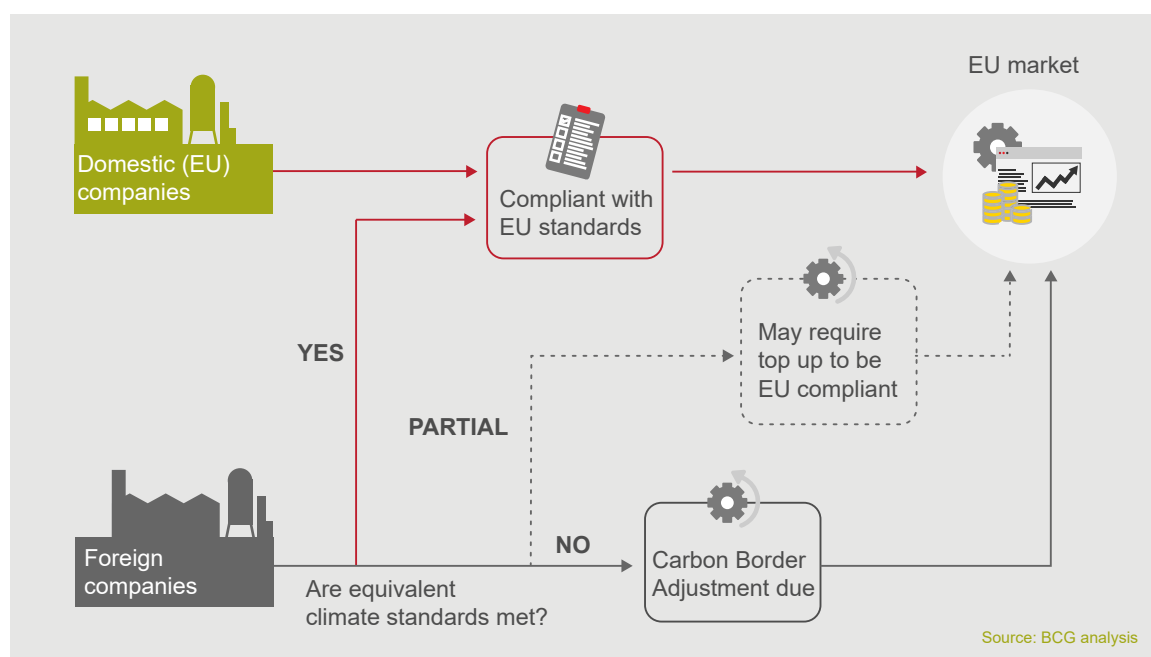 EU market
Domestic (EU)
companies
Compliant with
EU standards
YES
May require
top up to be
EU compliant
PARTIAL
Foreign
companies
NO
Are equivalent
climate standards met?
Carbon Border
Adjustment due
Source: BCG analysis